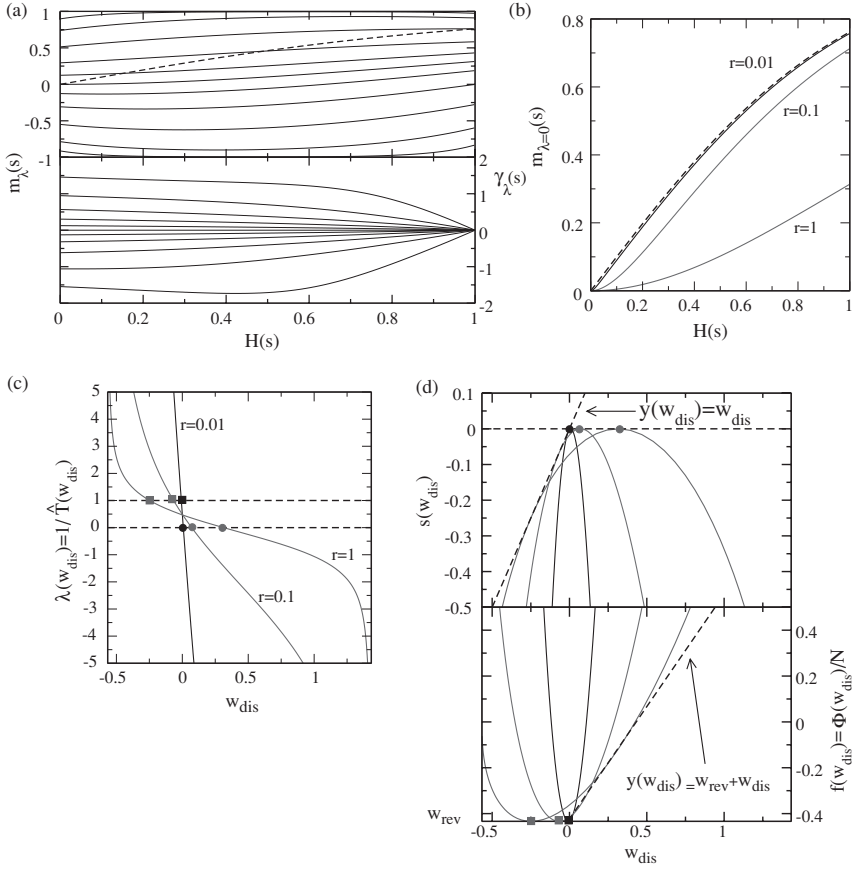 (a)
1
0.5
0
-0.5
-1
m_λ(s)
2
1
0
-1
-2
γ_λ(s)
0
0.2
0.4
0.6
0.8
1
H(s)
(b)
0.8
0.6
0.4
0.2
0
m_λ=0(s)
r=0.01
r=0.1
r=1
0
0.2
0.4
0.6
0.8
1
H(s)
(c)
5
4
3
2
1
0
-1
-2
-3
-4
-5
λ(w_dis)=1/T̂(w_dis)
r=0.01
r=1
r=0.1
-0.5
0
0.5
1
w_dis
(d)
0.1
0
-0.1
-0.2
-0.3
-0.4
-0.5
s(w_dis)
y(w_dis)=w_dis
0.4
0.2
0
-0.2
-0.4
f(w_dis)=Φ(w_dis)/N
y(w_dis)=w_rev+w_dis
w_rev
-0.5
0
0.5
1
w_dis